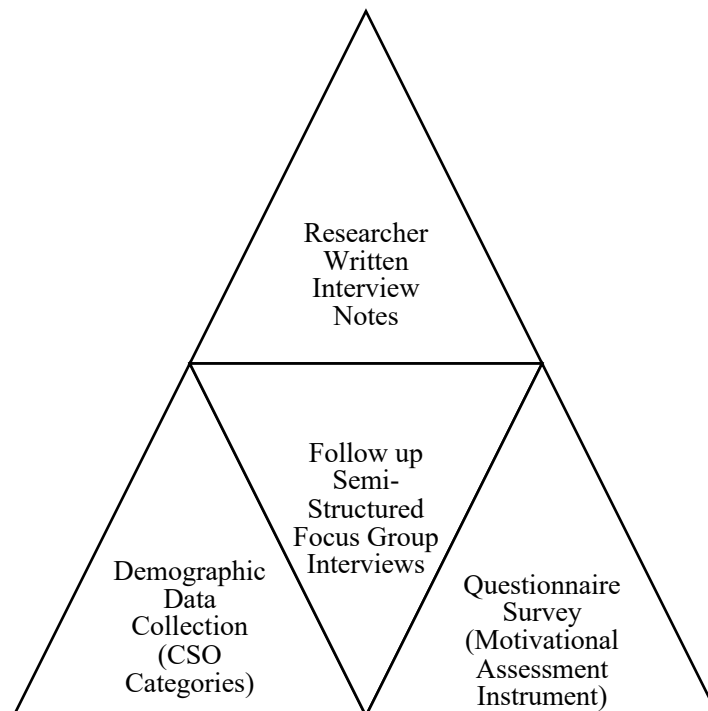 Researcher
Written
Interview
Notes
Follow up
Semi-
Structured
Focus Group
Interviews
Demographic
Data
Collection
(CSO
Categories)
Questionnaire
Survey
(Motivational
Assessment
Instrument)